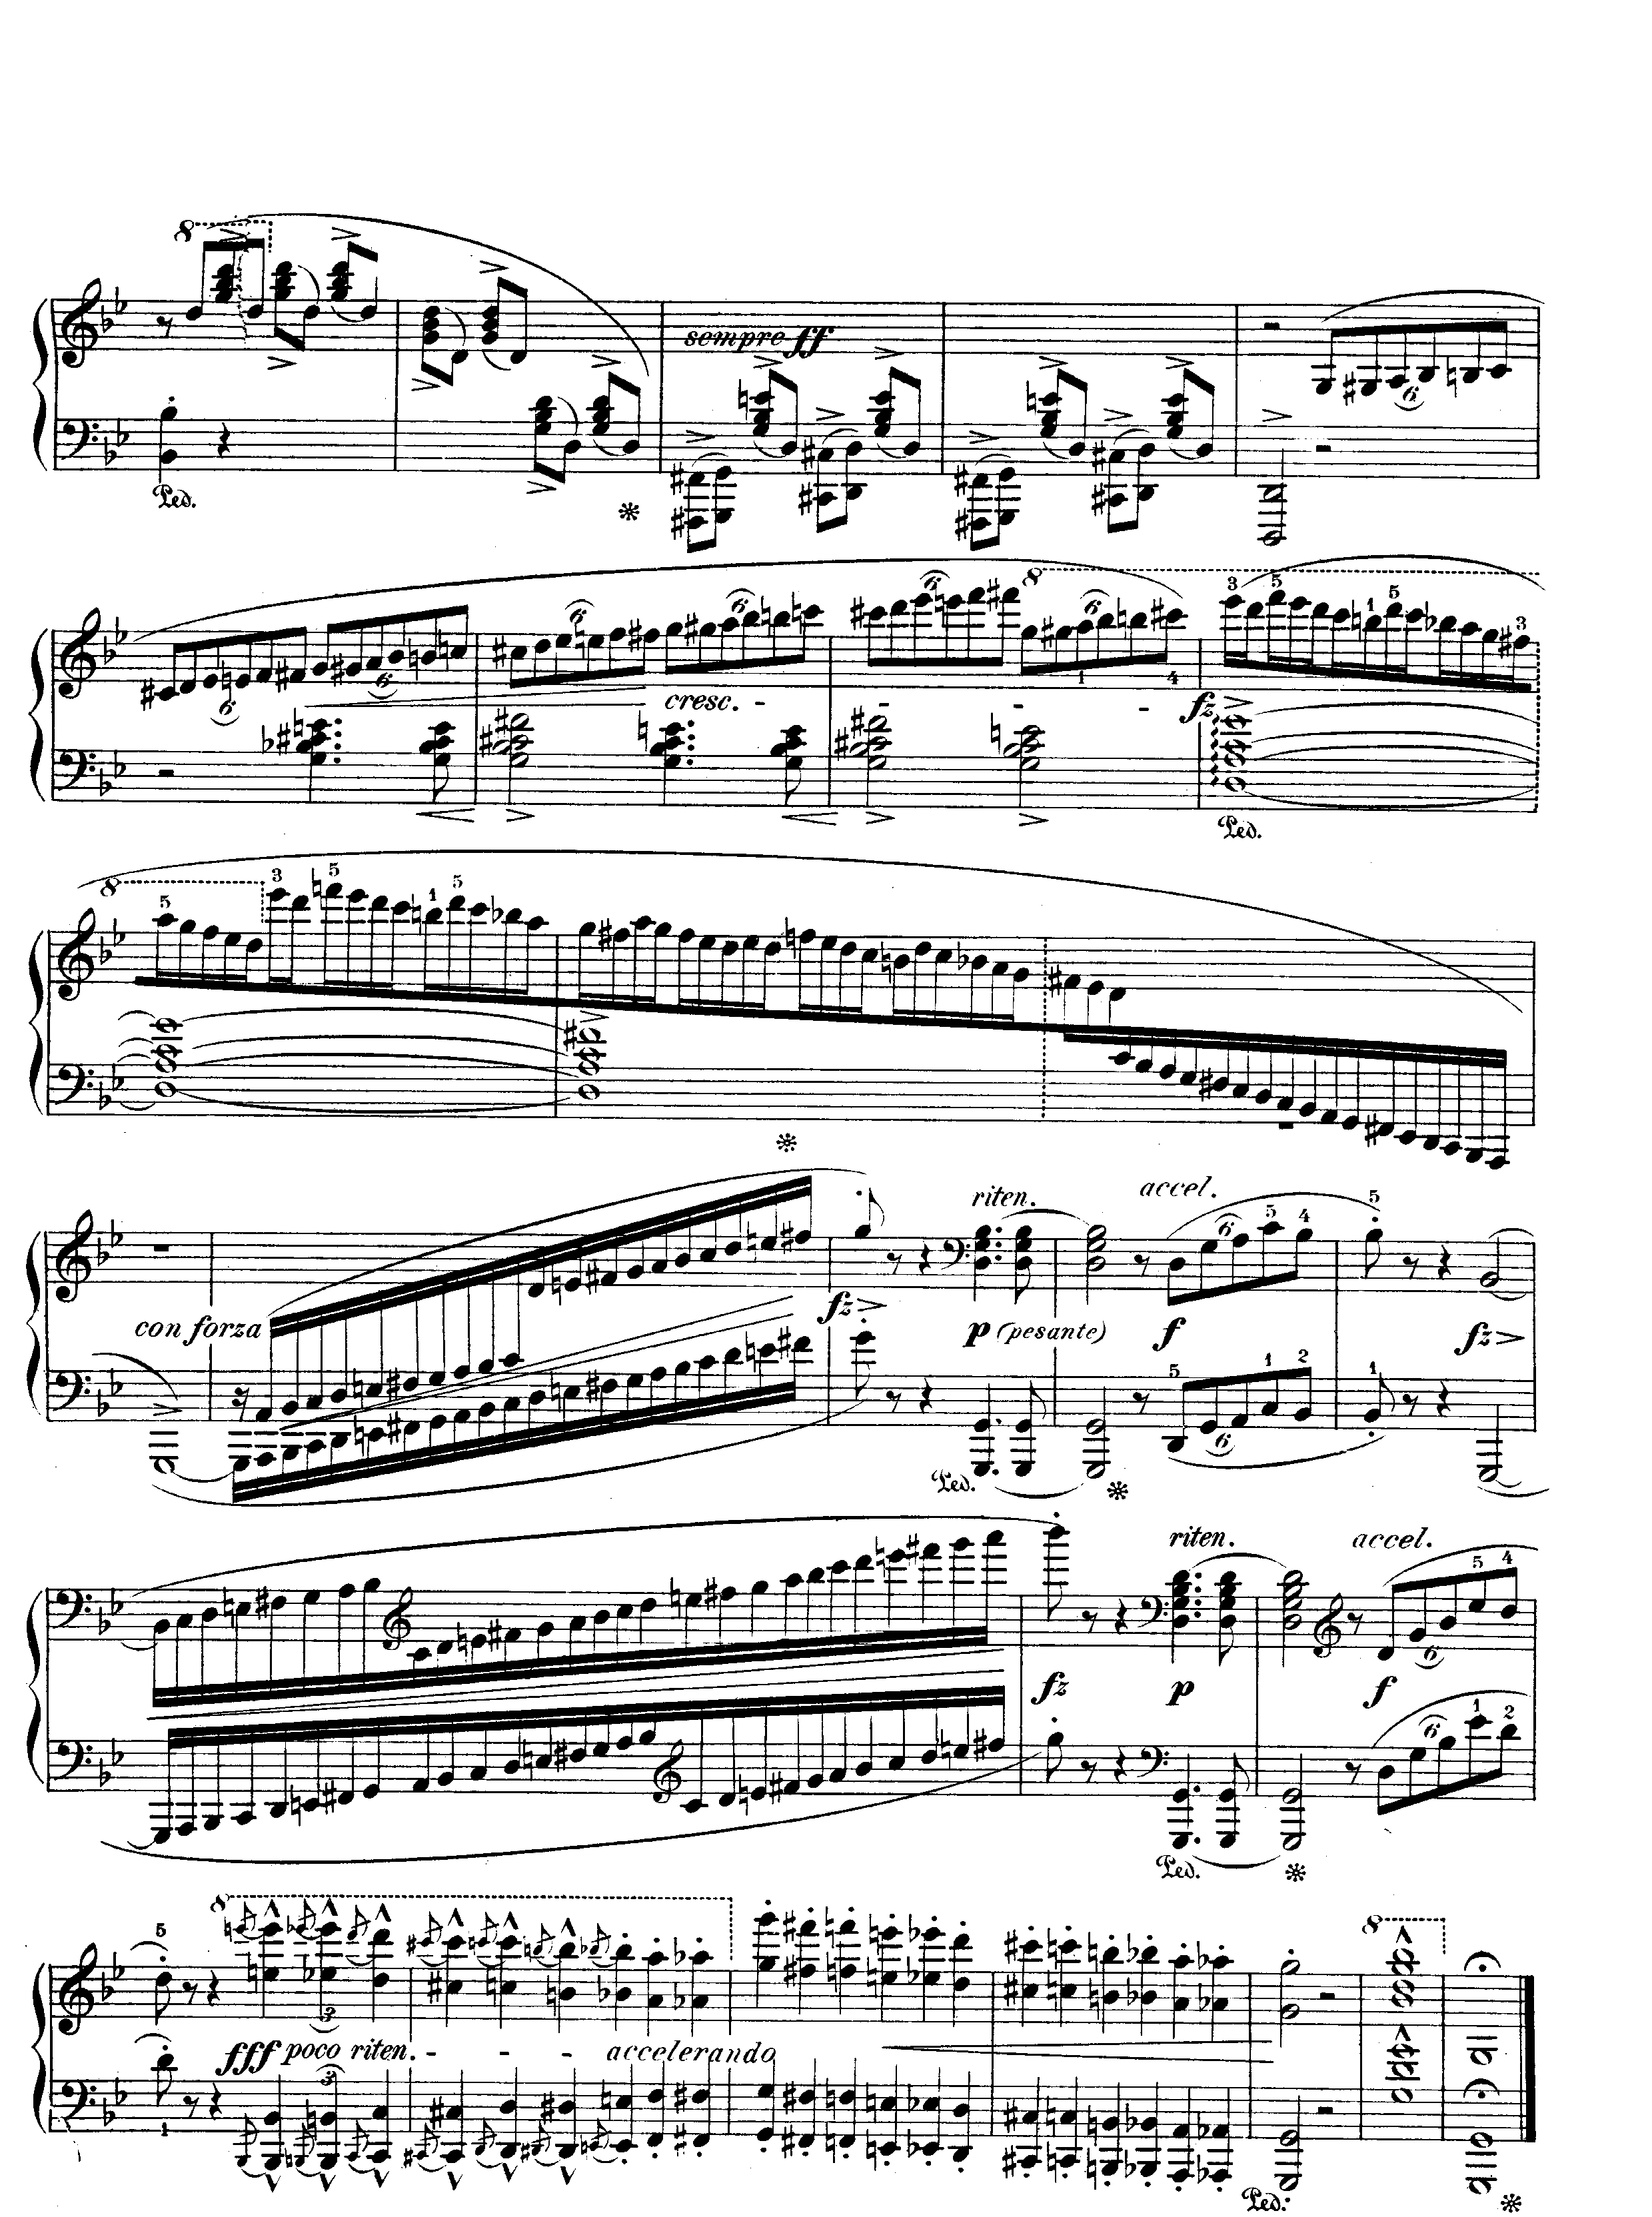 8
sempre ff
6
Ped.
6 6 6 8 6
3 5 1 5 3
6 6 1 4
cresc. - - - - fz
Ped.
8 5 3 5 1 5
riten. accel. 6 5 4 5
con forza fz p (pesante) f fz
5 6 1 2 1
Ped.
riten. accel. 5 4
6
fz p f
6 1 2
Ped.
5 8 8
3
fff poco riten. - - - accelerando
3
1
Ped.